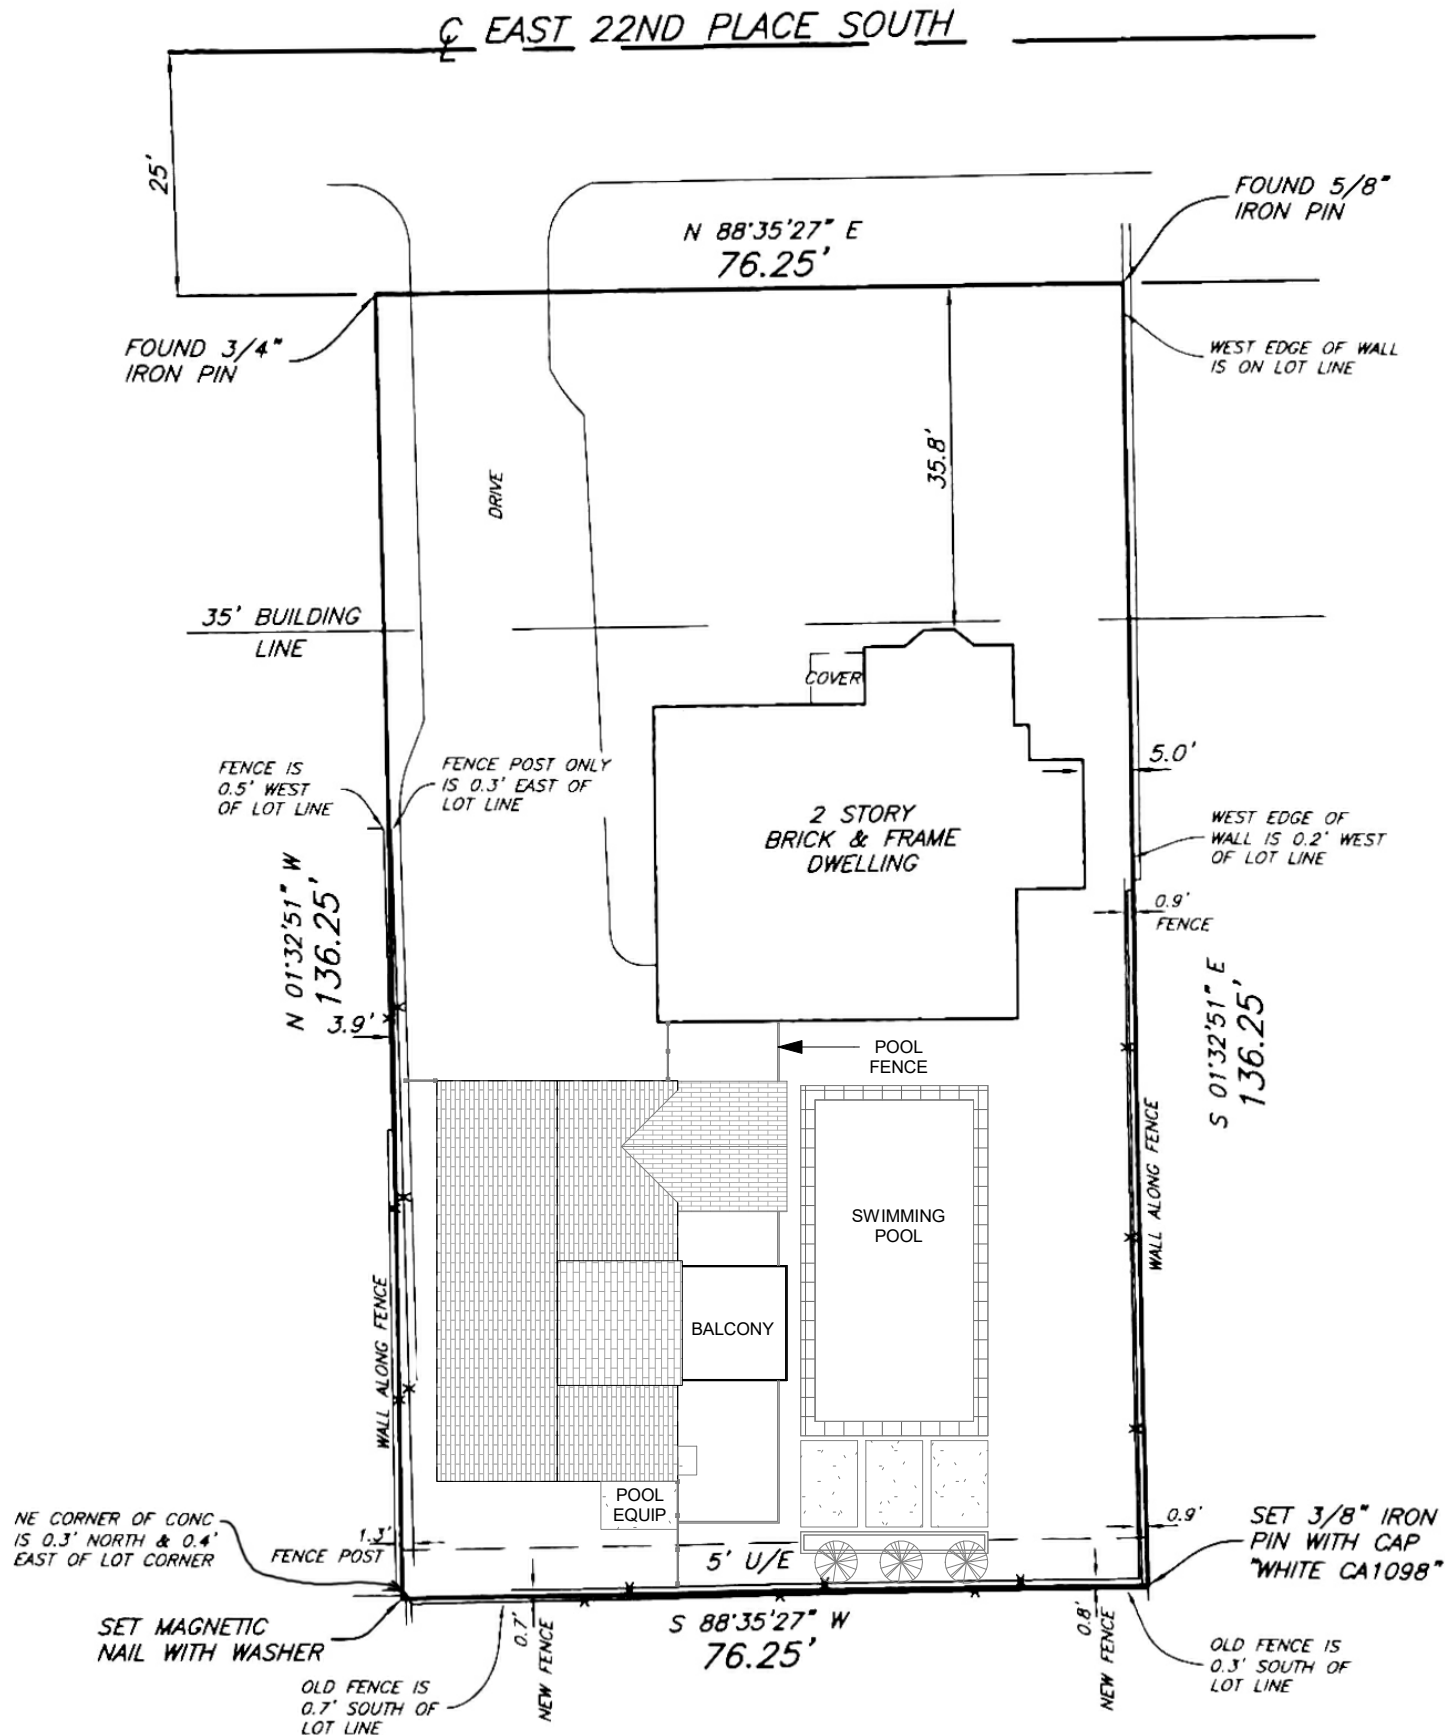 ℄ EAST 22ND PLACE SOUTH
25'
FOUND 5/8"
IRON PIN
N 88°35'27" E
76.25'
FOUND 3/4"
IRON PIN
WEST EDGE OF WALL
IS ON LOT LINE
35.8'
DRIVE
35' BUILDING
LINE
COVER
FENCE IS
0.5' WEST
OF LOT LINE
FENCE POST ONLY
IS 0.3' EAST OF
LOT LINE
5.0'
2 STORY
BRICK & FRAME
DWELLING
WEST EDGE OF
WALL IS 0.2' WEST
OF LOT LINE
0.9'
FENCE
N 01°32'51" W
136.25'
3.9'
S 01°32'51" E
136.25'
POOL
FENCE
WALL ALONG FENCE
SWIMMING
POOL
WALL ALONG FENCE
BALCONY
POOL
EQUIP
NE CORNER OF CONC
IS 0.3' NORTH & 0.4'
EAST OF LOT CORNER
1.3'
FENCE POST
5' U/E
0.9'
SET 3/8" IRON
PIN WITH CAP
"WHITE CA1098"
SET MAGNETIC
NAIL WITH WASHER
0.7'
NEW FENCE
S 88°35'27" W
76.25'
0.8'
NEW FENCE
OLD FENCE IS
0.3' SOUTH OF
LOT LINE
OLD FENCE IS
0.7' SOUTH OF
LOT LINE